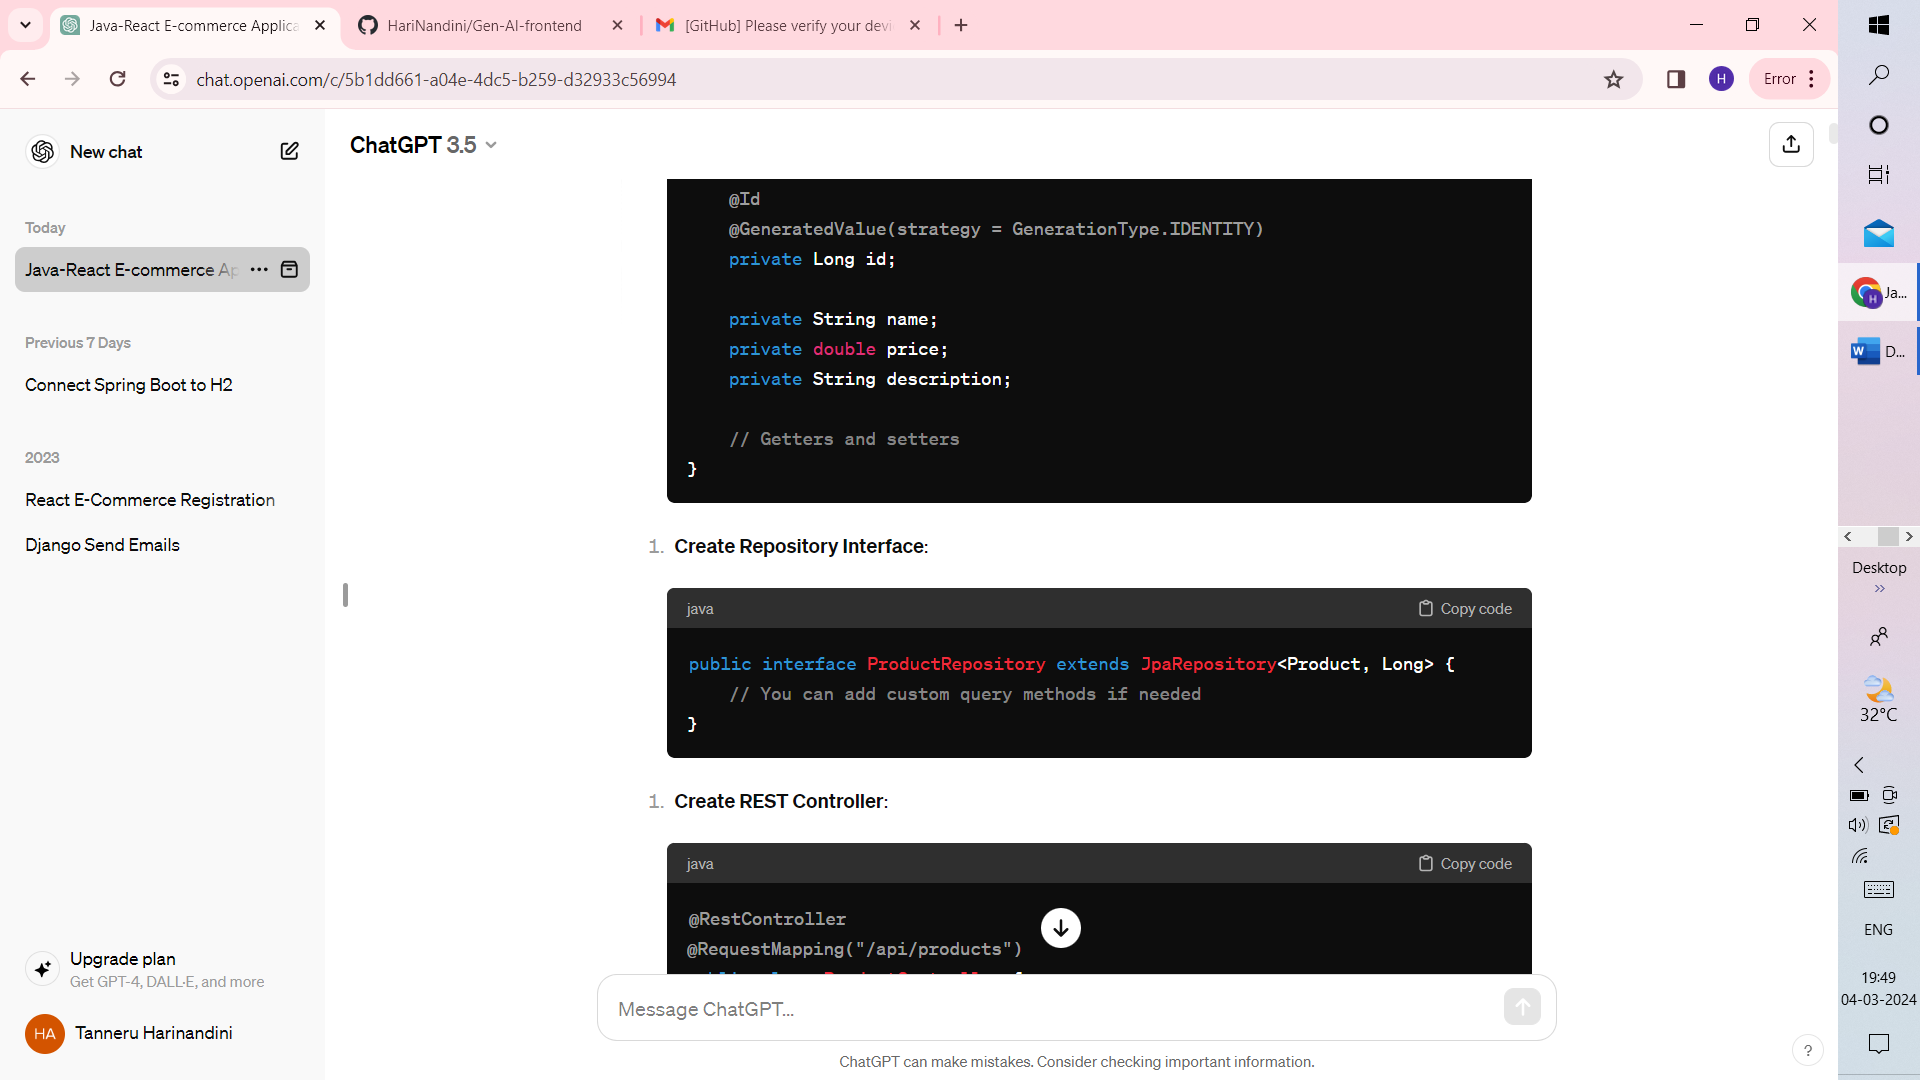 Java-React E-commerce Applica
HariNandini/Gen-AI-frontend
[GitHub] Please verify your devi
chat.openai.com/c/5b1dd661-a04e-4dc5-b259-d32933c56994
H
Error
New chat
Today
Java-React E-commerce Ap
Previous 7 Days
Connect Spring Boot to H2
2023
React E-Commerce Registration
Django Send Emails
Upgrade plan
Get GPT-4, DALL·E, and more
HA
Tanneru Harinandini
ChatGPT 3.5
@Id
@GeneratedValue(strategy = GenerationType.IDENTITY)
private Long id;
private String name;
private double price;
private String description;
// Getters and setters
}
1. Create Repository Interface:
java
Copy code
public interface ProductRepository extends JpaRepository<Product, Long> {
// You can add custom query methods if needed
}
1. Create REST Controller:
java
Copy code
@RestController
@RequestMapping("/api/products")
Message ChatGPT...
ChatGPT can make mistakes. Consider checking important information.
?
H
Ja...
W
D...
Desktop
32°C
ENG
19:49
04-03-2024